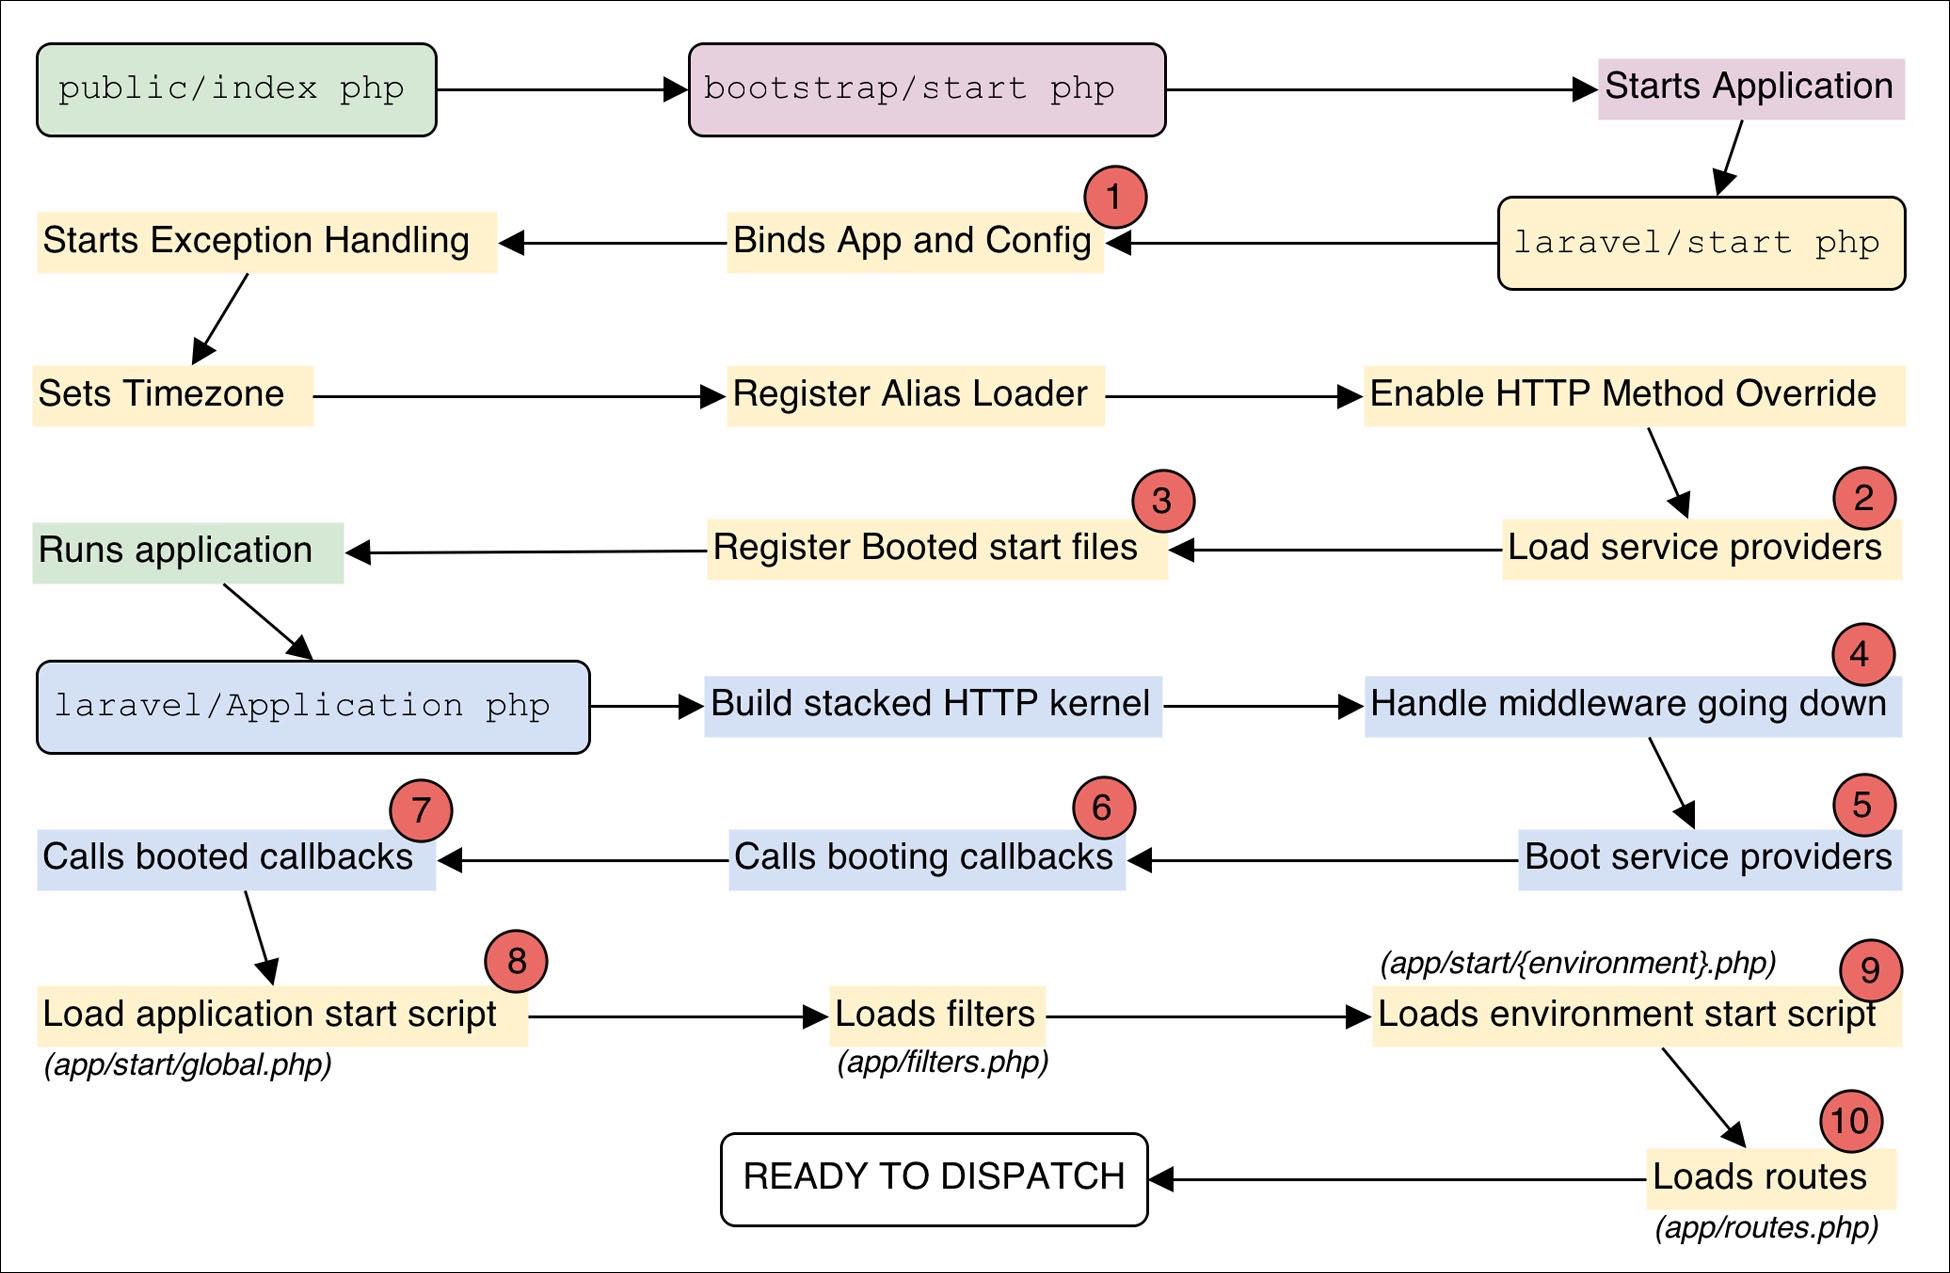 public/index php
bootstrap/start php
Starts Application
1
Starts Exception Handling
Binds App and Config
laravel/start php
Sets Timezone
Register Alias Loader
Enable HTTP Method Override
3
2
Runs application
Register Booted start files
Load service providers
4
laravel/Application php
Build stacked HTTP kernel
Handle middleware going down
7
6
5
Calls booted callbacks
Calls booting callbacks
Boot service providers
8
(app/start/{environment}.php)
9
Load application start script
Loads filters
Loads environment start script
(app/start/global.php)
(app/filters.php)
10
READY TO DISPATCH
Loads routes
(app/routes.php)